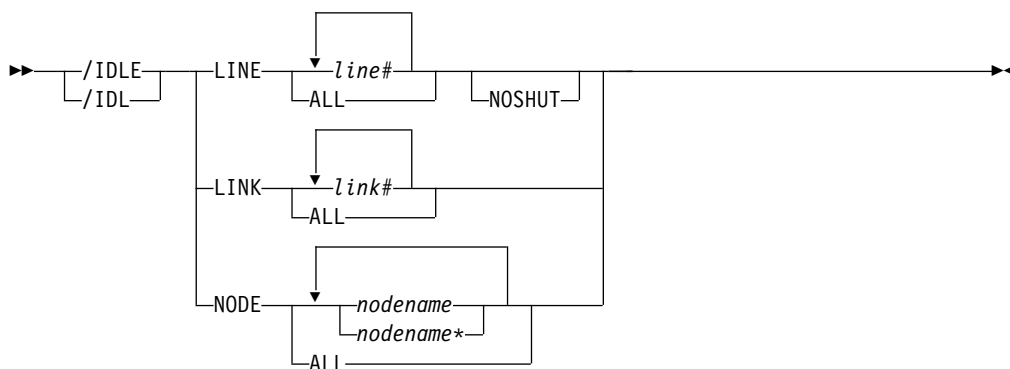 /IDLE LINE line#
/IDL ALL NOSHUT
LINK link#
ALL
NODE nodename
nodename*
ALL